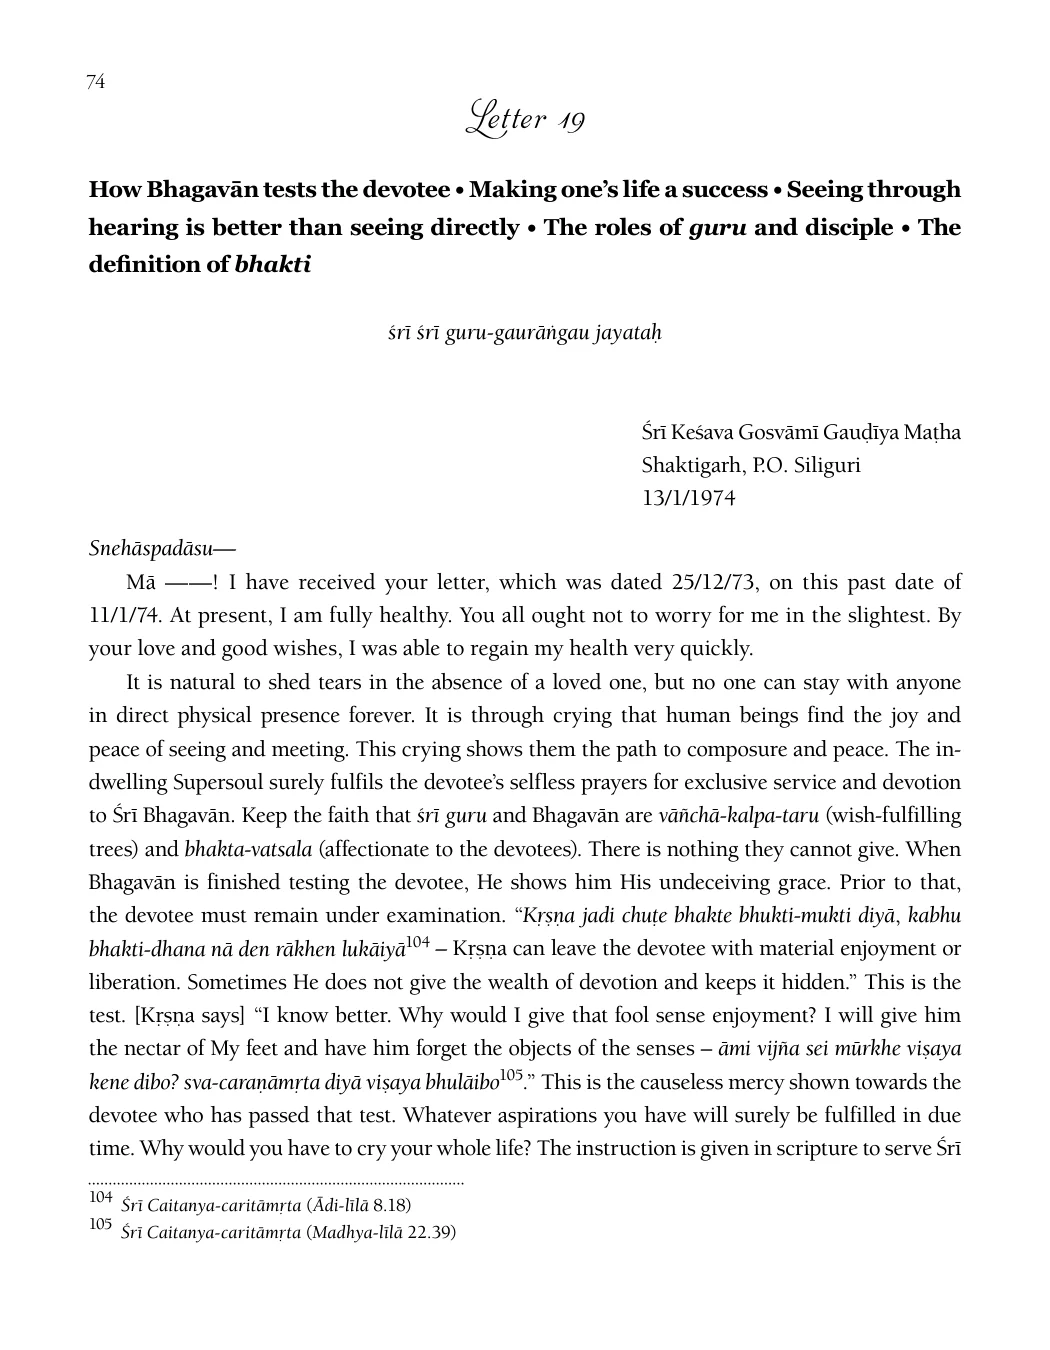 74
Letter 19
How Bhagavān tests the devotee • Making one’s life a success • Seeing through
hearing is better than seeing directly • The roles of guru and disciple • The
definition of bhakti
śrī śrī guru-gaurāṅgau jayataḥ
Śrī Keśava Gosvāmī Gauḍīya Maṭha
Shaktigarh, P.O. Siliguri
13/1/1974
Snehāspadāsu—
Mā ——! I have received your letter, which was dated 25/12/73, on this past date of
11/1/74. At present, I am fully healthy. You all ought not to worry for me in the slightest. By
your love and good wishes, I was able to regain my health very quickly.
It is natural to shed tears in the absence of a loved one, but no one can stay with anyone
in direct physical presence forever. It is through crying that human beings find the joy and
peace of seeing and meeting. This crying shows them the path to composure and peace. The in-
dwelling Supersoul surely fulfils the devotee’s selfless prayers for exclusive service and devotion
to Śrī Bhagavān. Keep the faith that śrī guru and Bhagavān are vāñchā-kalpa-taru (wish-fulfilling
trees) and bhakta-vatsala (affectionate to the devotees). There is nothing they cannot give. When
Bhagavān is finished testing the devotee, He shows him His undeceiving grace. Prior to that,
the devotee must remain under examination. “Kṛṣṇa jadi chuṭe bhakte bhukti-mukti diyā, kabhu
bhakti-dhana nā den rākhen lukāiyā104 – Kṛṣṇa can leave the devotee with material enjoyment or
liberation. Sometimes He does not give the wealth of devotion and keeps it hidden.” This is the
test. [Kṛṣṇa says] “I know better. Why would I give that fool sense enjoyment? I will give him
the nectar of My feet and have him forget the objects of the senses – āmi vijña sei mūrkhe viṣaya
kene dibo? sva-caraṇāmṛta diyā viṣaya bhulāibo105.” This is the causeless mercy shown towards the
devotee who has passed that test. Whatever aspirations you have will surely be fulfilled in due
time. Why would you have to cry your whole life? The instruction is given in scripture to serve Śrī
104 Śrī Caitanya-caritāmṛta (Ādi-līlā 8.18)
105 Śrī Caitanya-caritāmṛta (Madhya-līlā 22.39)